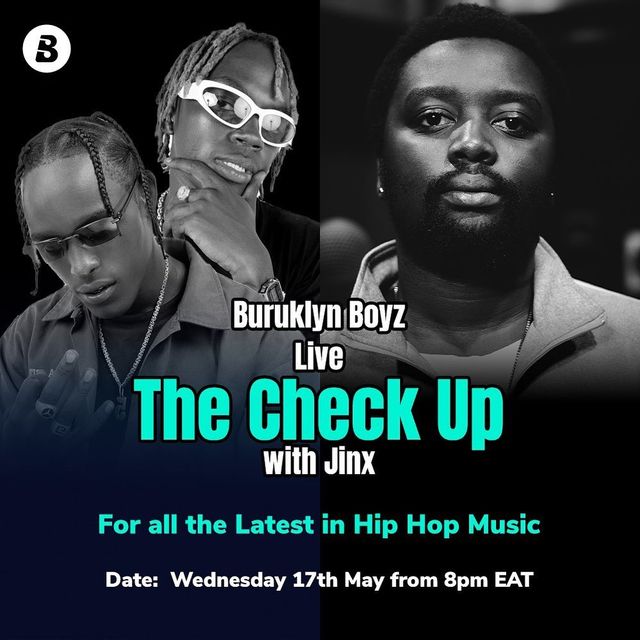 B
Buruklyn Boyz
Live
The Check Up
with Jinx
For all the Latest in Hip Hop Music
Date: Wednesday 17th May from 8pm EAT